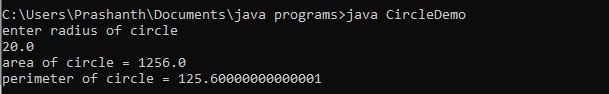 C:\Users\Prashanth\Documents\java programs>java CircleDemo
enter radius of circle
20.0
area of circle = 1256.0
perimeter of circle = 125.60000000000001